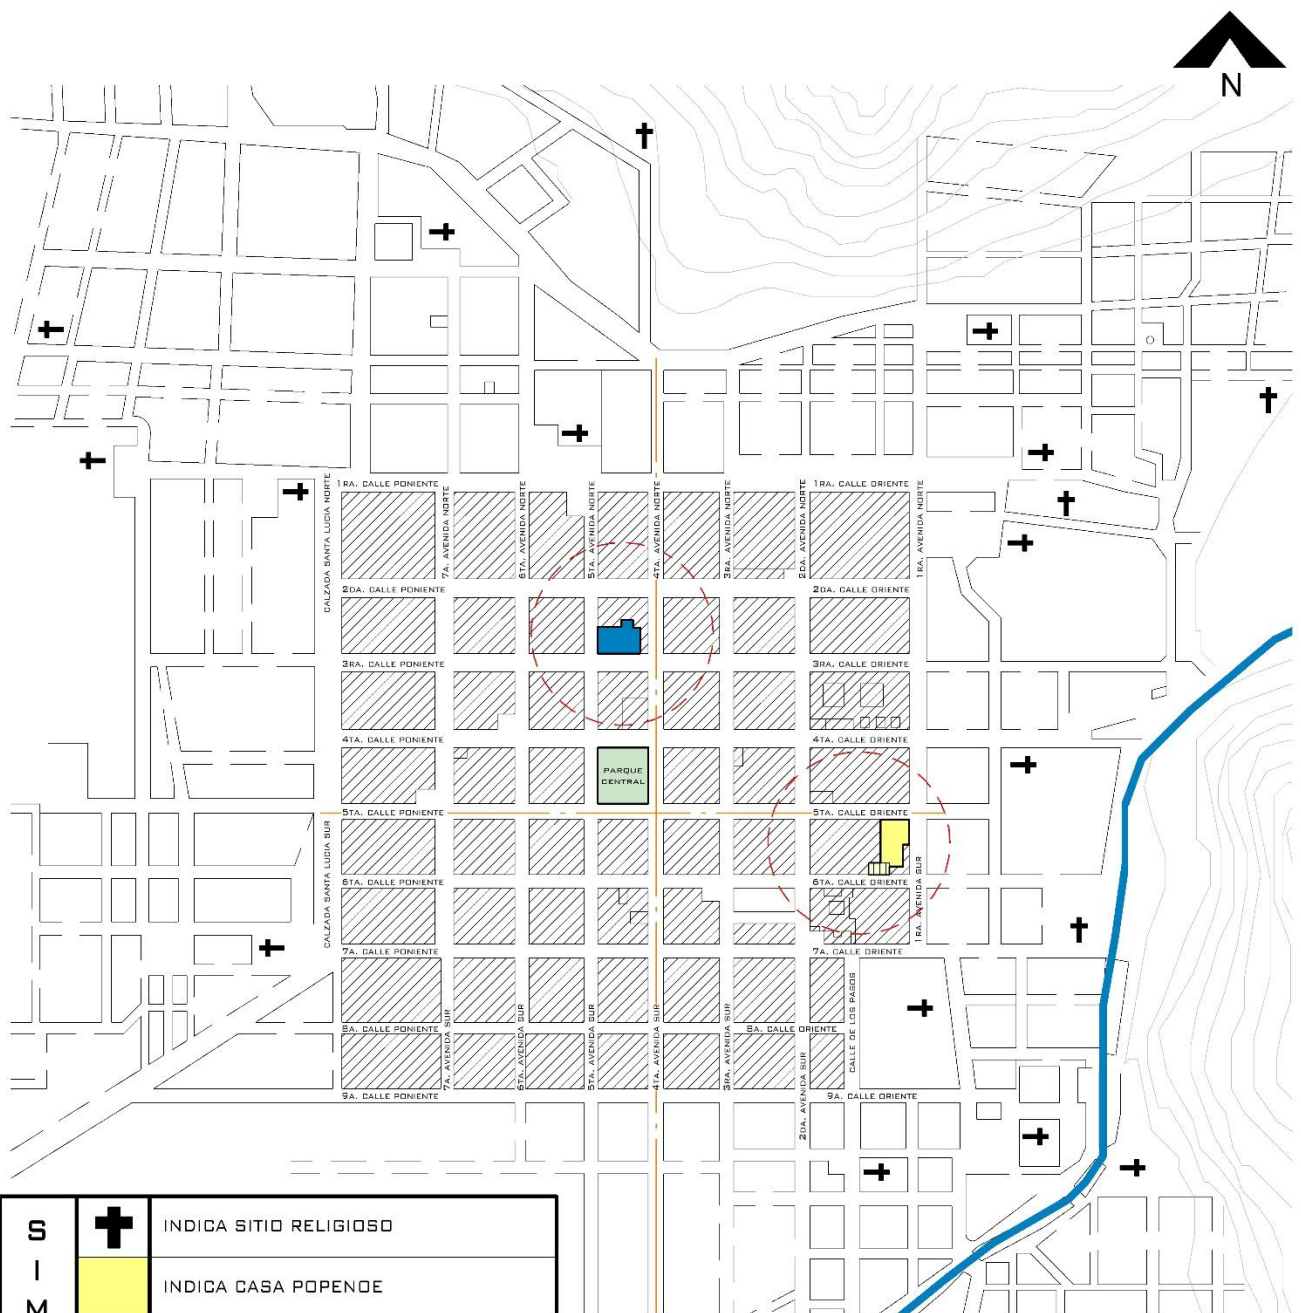 N
1RA. CALLE PONIENTE
1RA. CALLE ORIENTE
CALZADA SANTA LUCIA NORTE
7A. AVENIDA NORTE
6TA. AVENIDA NORTE
5TA. AVENIDA NORTE
4TA. AVENIDA NORTE
3RA. AVENIDA NORTE
2DA. AVENIDA NORTE
1RA. AVENIDA NORTE
2DA. CALLE PONIENTE
2DA. CALLE ORIENTE
3RA. CALLE PONIENTE
3RA. CALLE ORIENTE
4TA. CALLE PONIENTE
4TA. CALLE ORIENTE
PARQUE
CENTRAL
5TA. CALLE PONIENTE
5TA. CALLE ORIENTE
CALZADA SANTA LUCIA SUR
6TA. CALLE PONIENTE
6TA. CALLE ORIENTE
1RA. AVENIDA SUR
7A. CALLE PONIENTE
7A. CALLE ORIENTE
CALLE DE LOS PASOS
8A. CALLE PONIENTE
8A. CALLE ORIENTE
7A. AVENIDA SUR
6TA. AVENIDA SUR
5TA. AVENIDA SUR
4TA. AVENIDA SUR
3RA. AVENIDA SUR
2DA. AVENIDA SUR
9A. CALLE PONIENTE
9A. CALLE ORIENTE
S
I
M
INDICA SITIO RELIGIOSO
INDICA CASA POPENOE